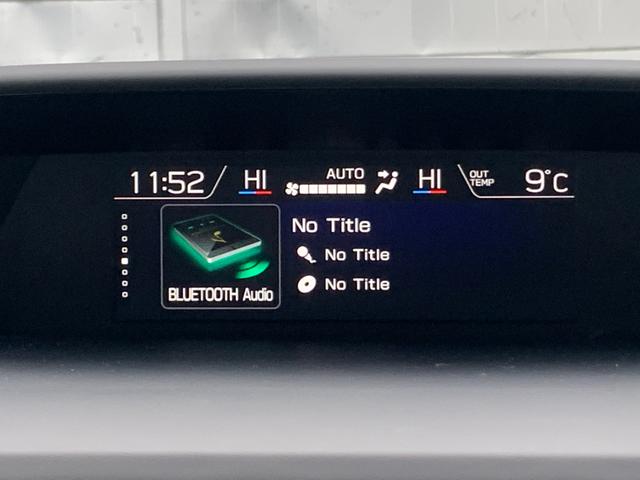 11:52 HI AUTO HI OUT TEMP 9°C
No Title
No Title
No Title
BLUETOOTH Audio